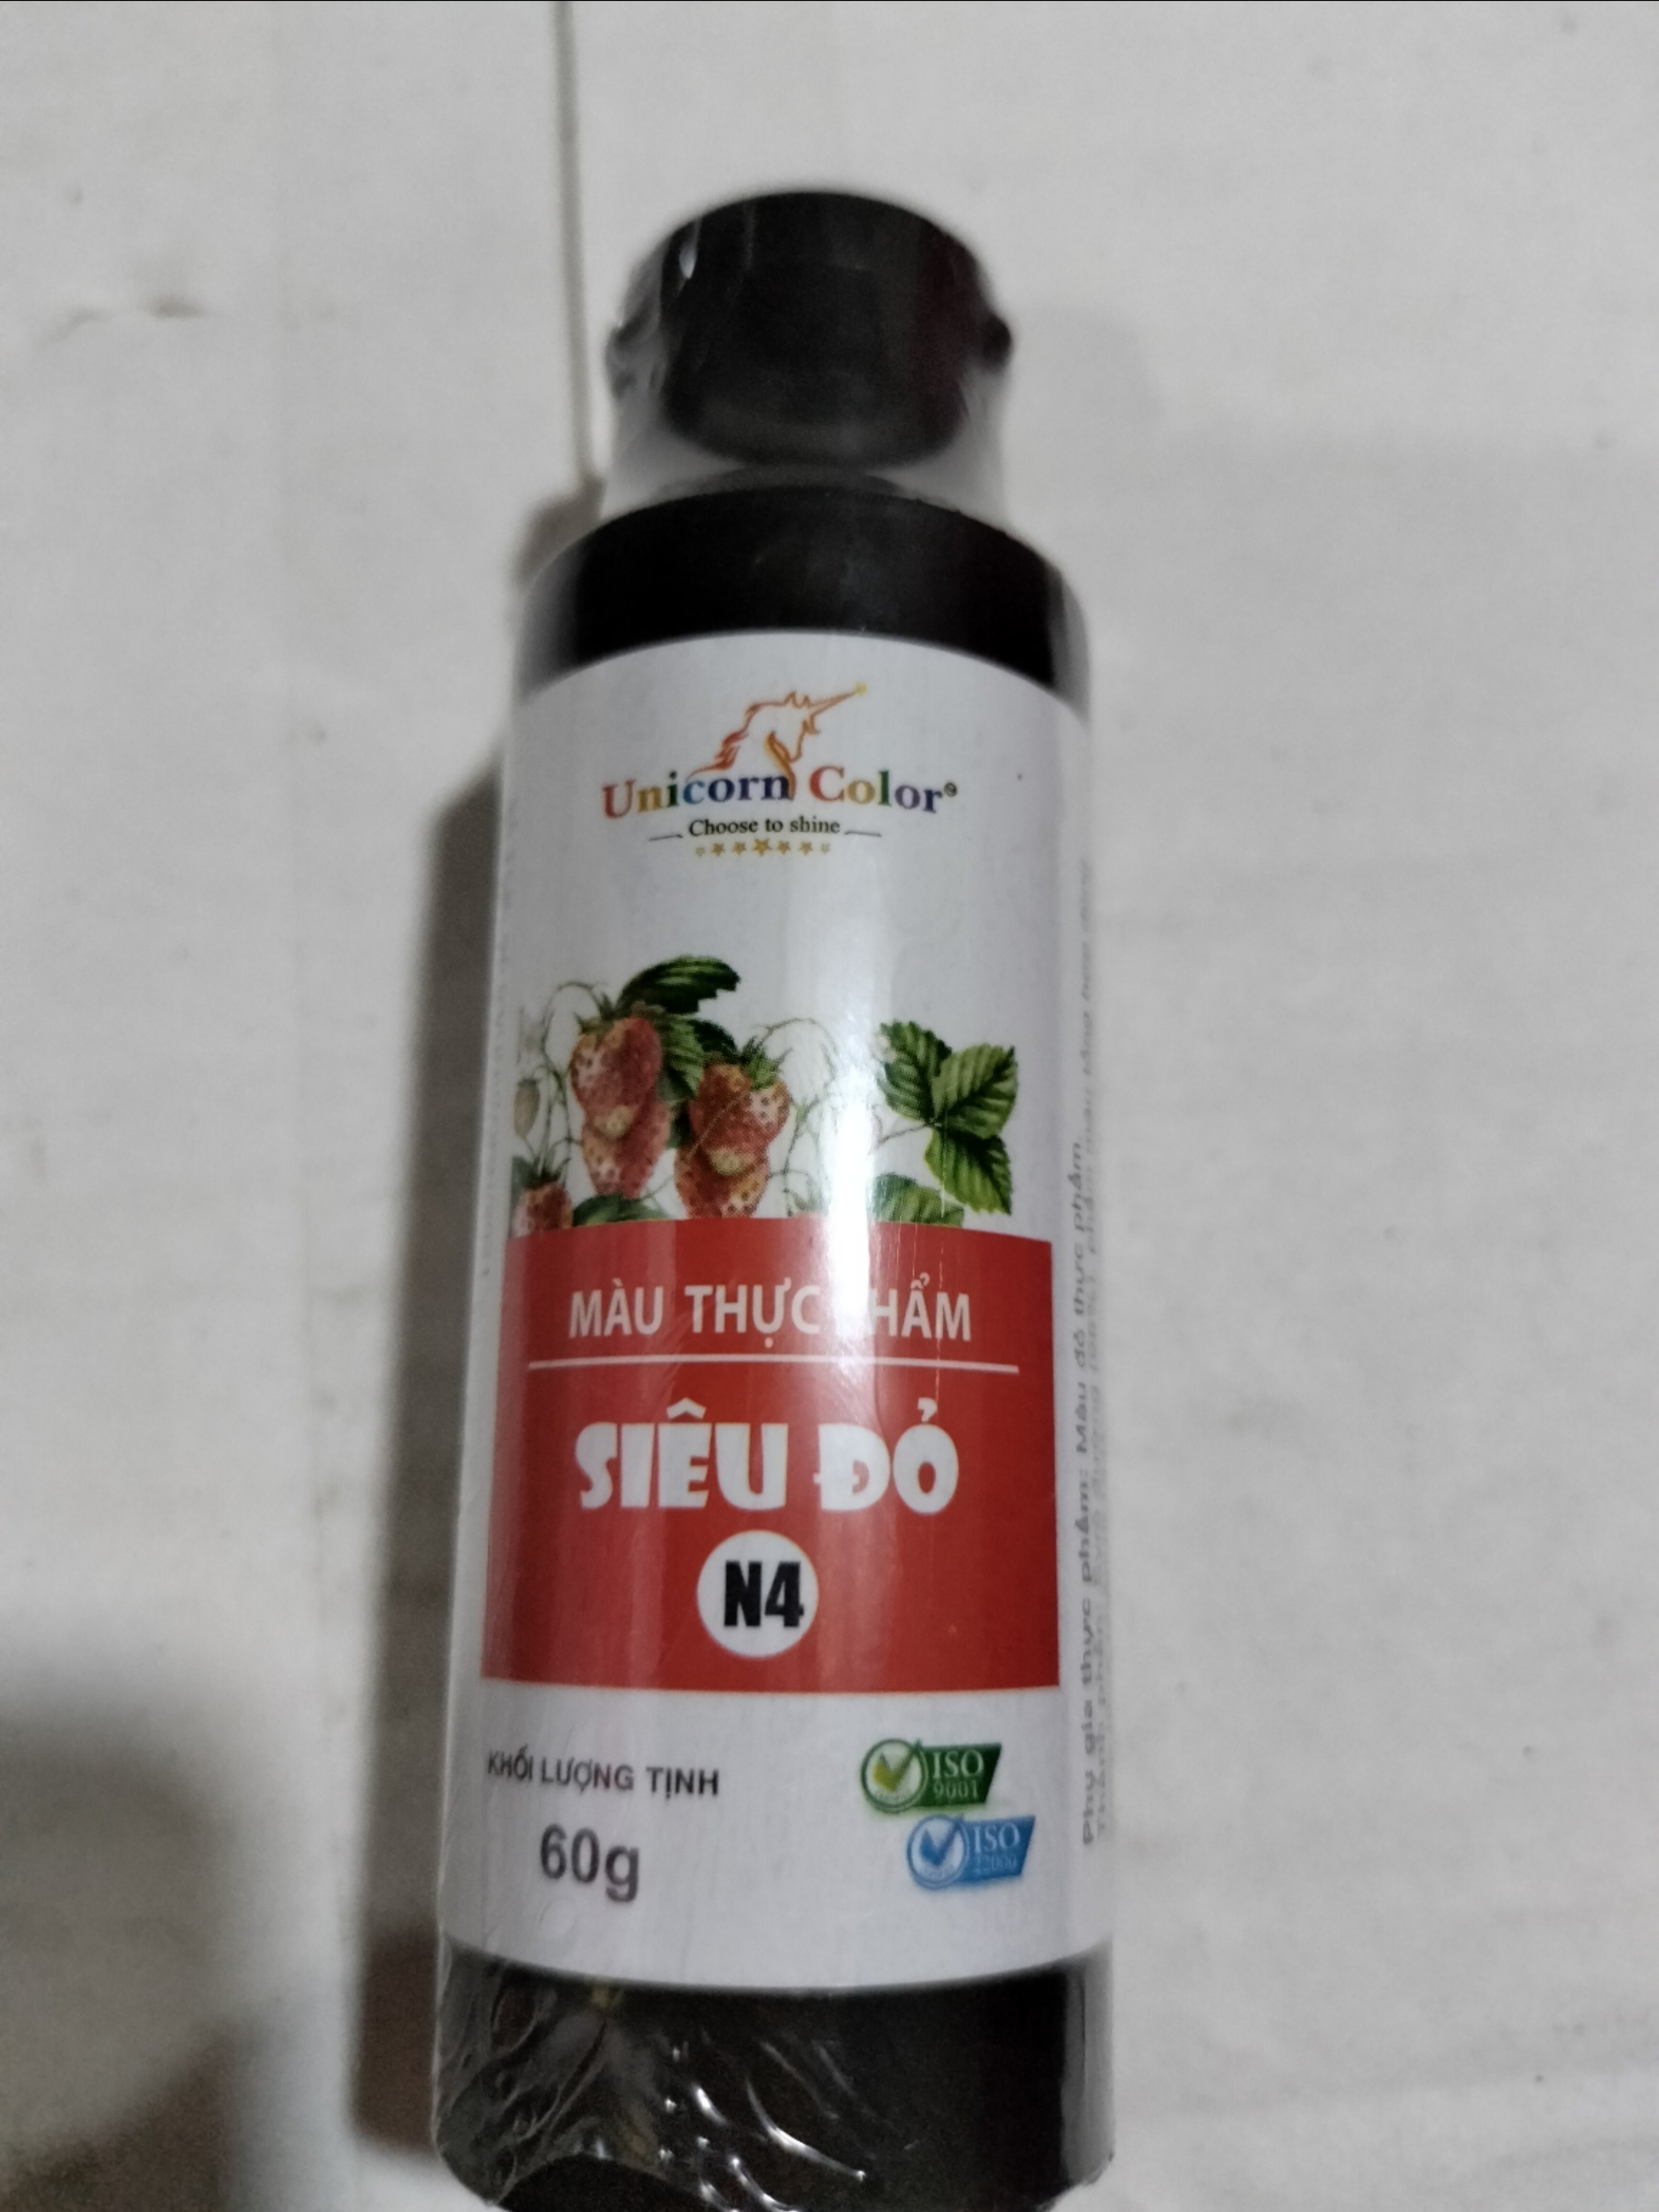 Unicorn Color®
Choose to shine
MÀU THỰC PHẨM
SIÊU ĐỎ
N4
KHỐI LƯỢNG TỊNH
60g
ISO
9001
ISO
22000
Phụ gia thực phẩm: Màu đỏ thực phẩm